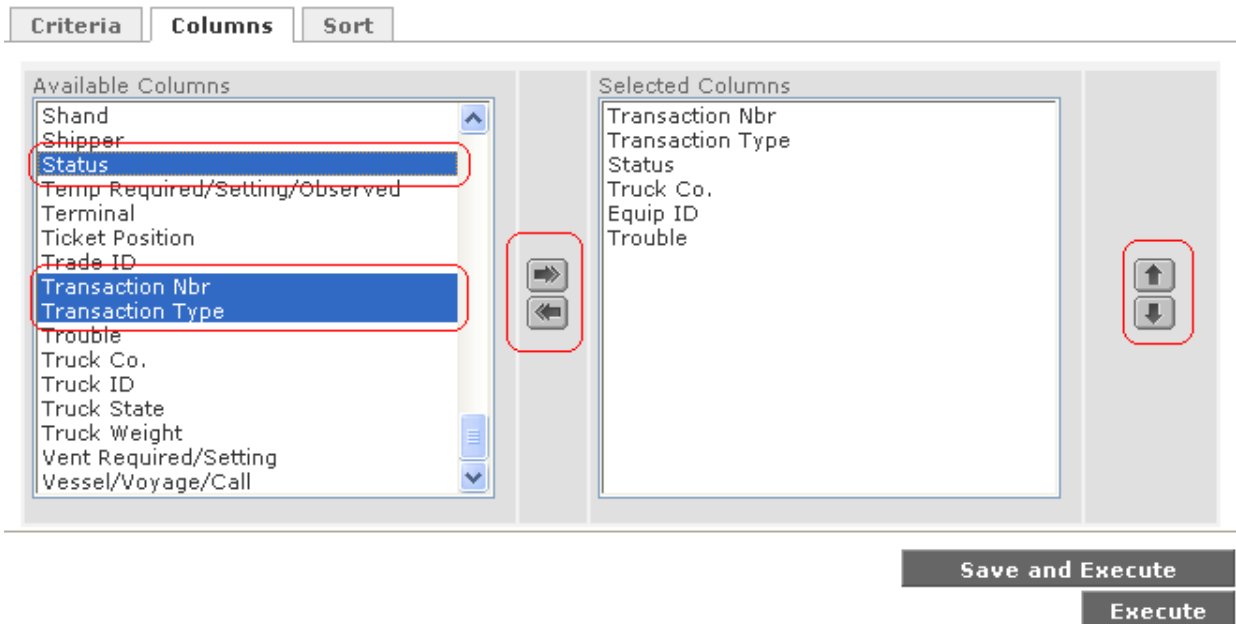 Criteria Columns Sort
Available Columns
Shand
Shipper
Status
Temp Required/Setting/Observed
Terminal
Ticket Position
Trade ID
Transaction Nbr
Transaction Type
Trouble
Truck Co.
Truck ID
Truck State
Truck Weight
Vent Required/Setting
Vessel/Voyage/Call
Selected Columns
Transaction Nbr
Transaction Type
Status
Truck Co.
Equip ID
Trouble
Save and Execute
Execute